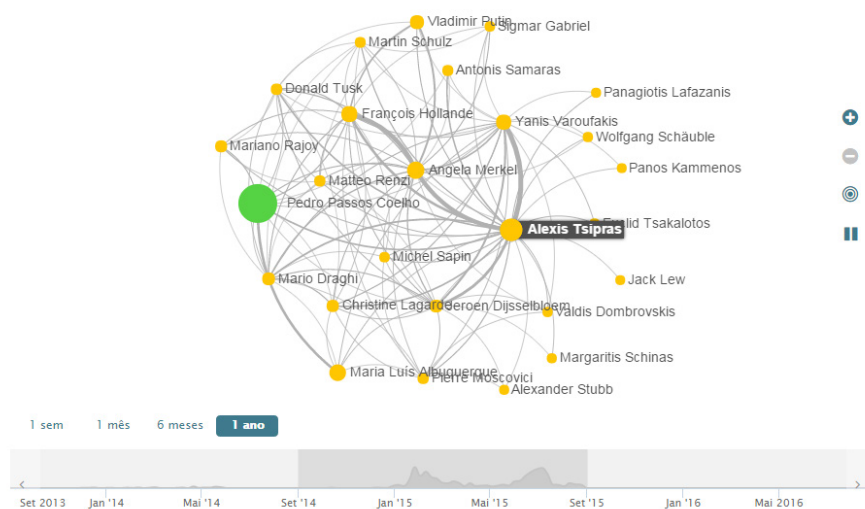 Vladimir Putin
Sigmar Gabriel
Martin Schulz
Antonis Samaras
Donald Tusk
Panagiotis Lafazanis
François Hollande
Yanis Varoufakis
Wolfgang Schäuble
Mariano Rajoy
Angela Merkel
Panos Kammenos
Matteo Renzi
Pedro Passos Coelho
Euclid Tsakalotos
Alexis Tsipras
Michel Sapin
Mario Draghi
Jack Lew
Christine Lagarde
Jeroen Dijsselbloem
Valdis Dombrovskis
Margaritis Schinas
Maria Luís Albuquerque
Pierre Moscovici
Alexander Stubb
1 sem 1 mês 6 meses 1 ano
Set 2013 Jan '14 Mai '14 Set '14 Jan '15 Mai '15 Set '15 Jan '16 Mai 2016